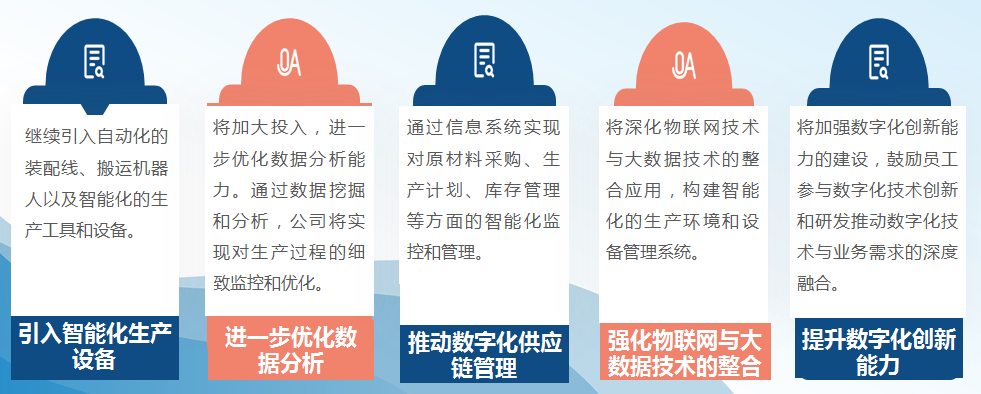 OA
OA
继续引入自动化的
装配线、搬运机器
人以及智能化的生
产工具和设备。
引入智能化生产
设备
将加大投入，进一
步优化数据分析能
力。通过数据挖掘
和分析，公司将实
现对生产过程的细
致监控和优化。
进一步优化数
据分析
通过信息系统实现
对原材料采购、生
产计划、库存管理
等方面的智能化监
控和管理。
推动数字化供应
链管理
将深化物联网技术
与大数据技术的整
合应用，构建智能
化的生产环境和设
备管理系统。
强化物联网与大
数据技术的整合
将加强数字化创新能
力的建设，鼓励员工
参与数字化技术创新
和研发推动数字化技
术与业务需求的深度
融合。
提升数字化创新
能力